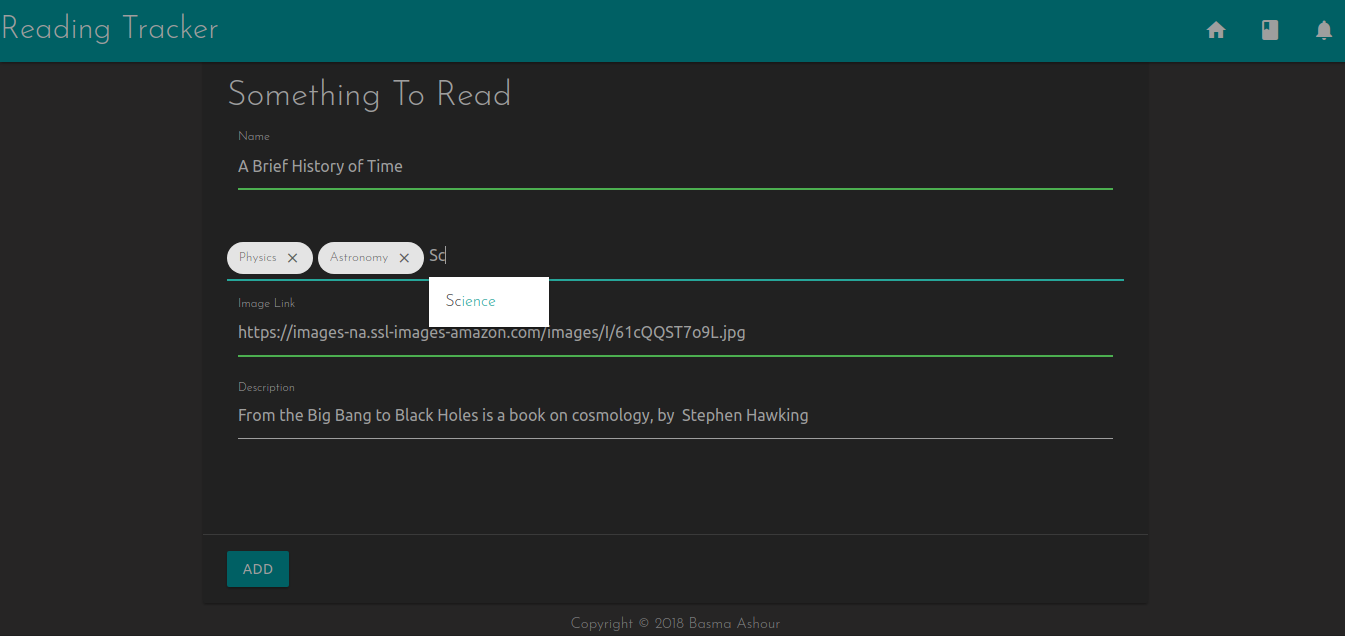 Reading Tracker
Something To Read
Name
A Brief History of Time
Physics Astronomy Sc
Science
Image Link
https://images-na.ssl-images-amazon.com/images/I/61cQQST7o9L.jpg
Description
From the Big Bang to Black Holes is a book on cosmology, by  Stephen Hawking
ADD
Copyright © 2018 Basma Ashour